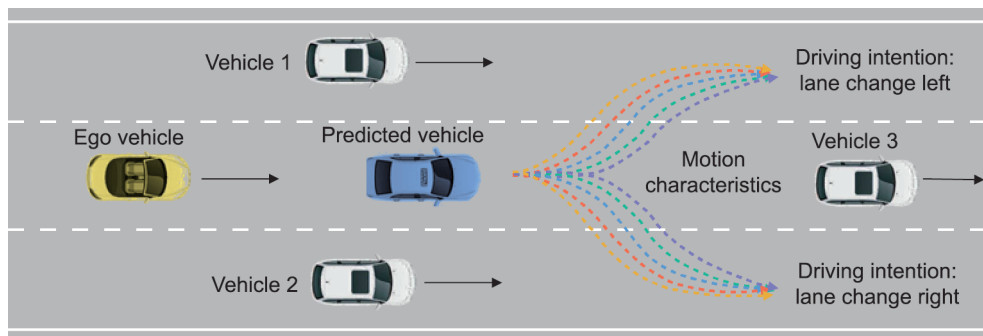 Vehicle 1
Driving intention:
lane change left
Ego vehicle
Predicted vehicle
Motion
characteristics
Vehicle 3
Vehicle 2
Driving intention:
lane change right